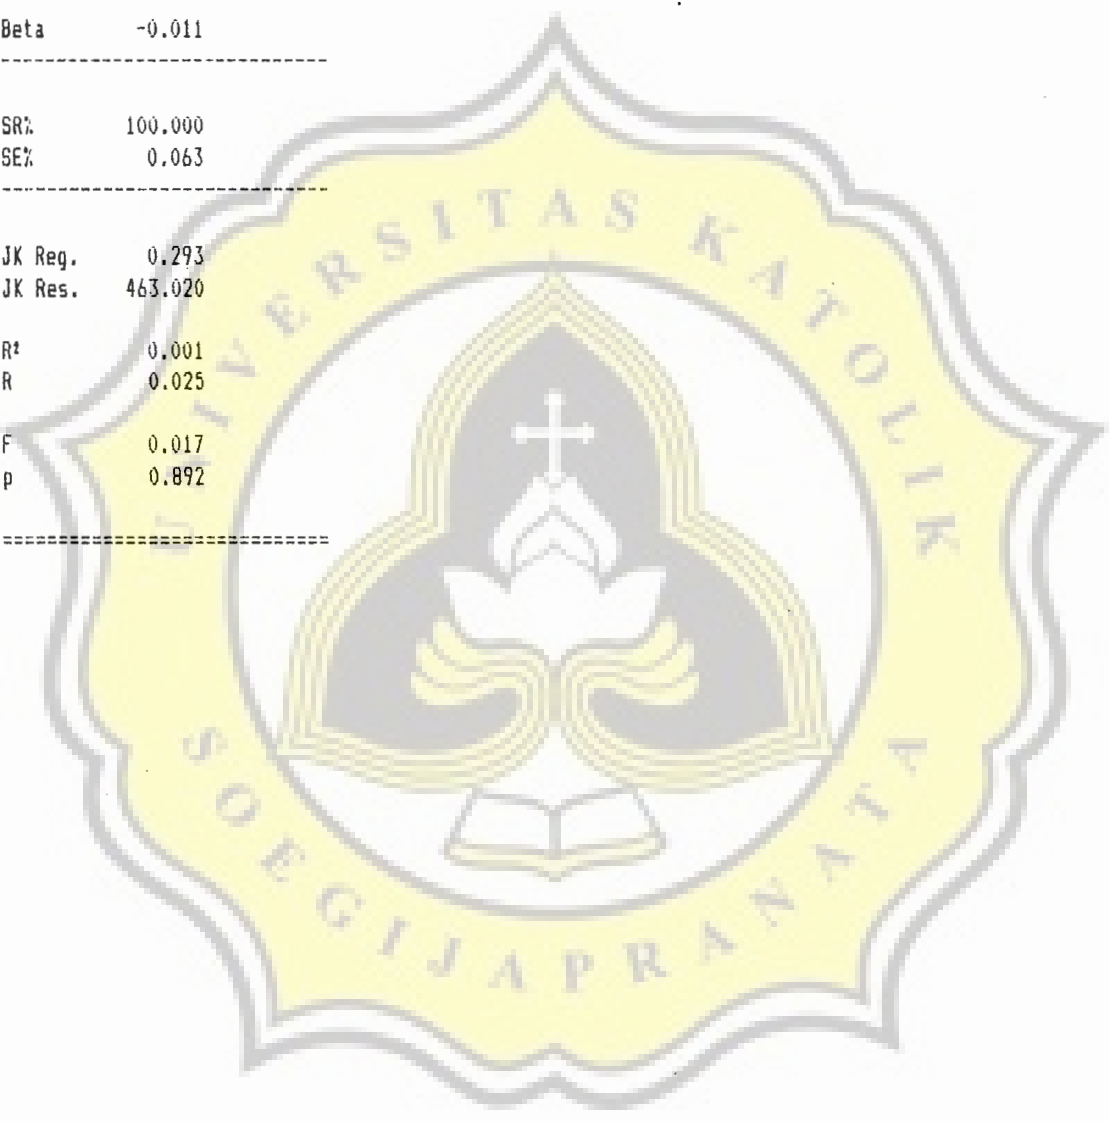 Beta -0.011
----------------------------
SR% 100.000
SE% 0.063
----------------------------
JK Reg. 0.293
JK Res. 463.020
R² 0.001
R 0.025
F 0.017
p 0.892
============================
UNIVERSITAS KATOLIK
SOEGIJAPRANATA